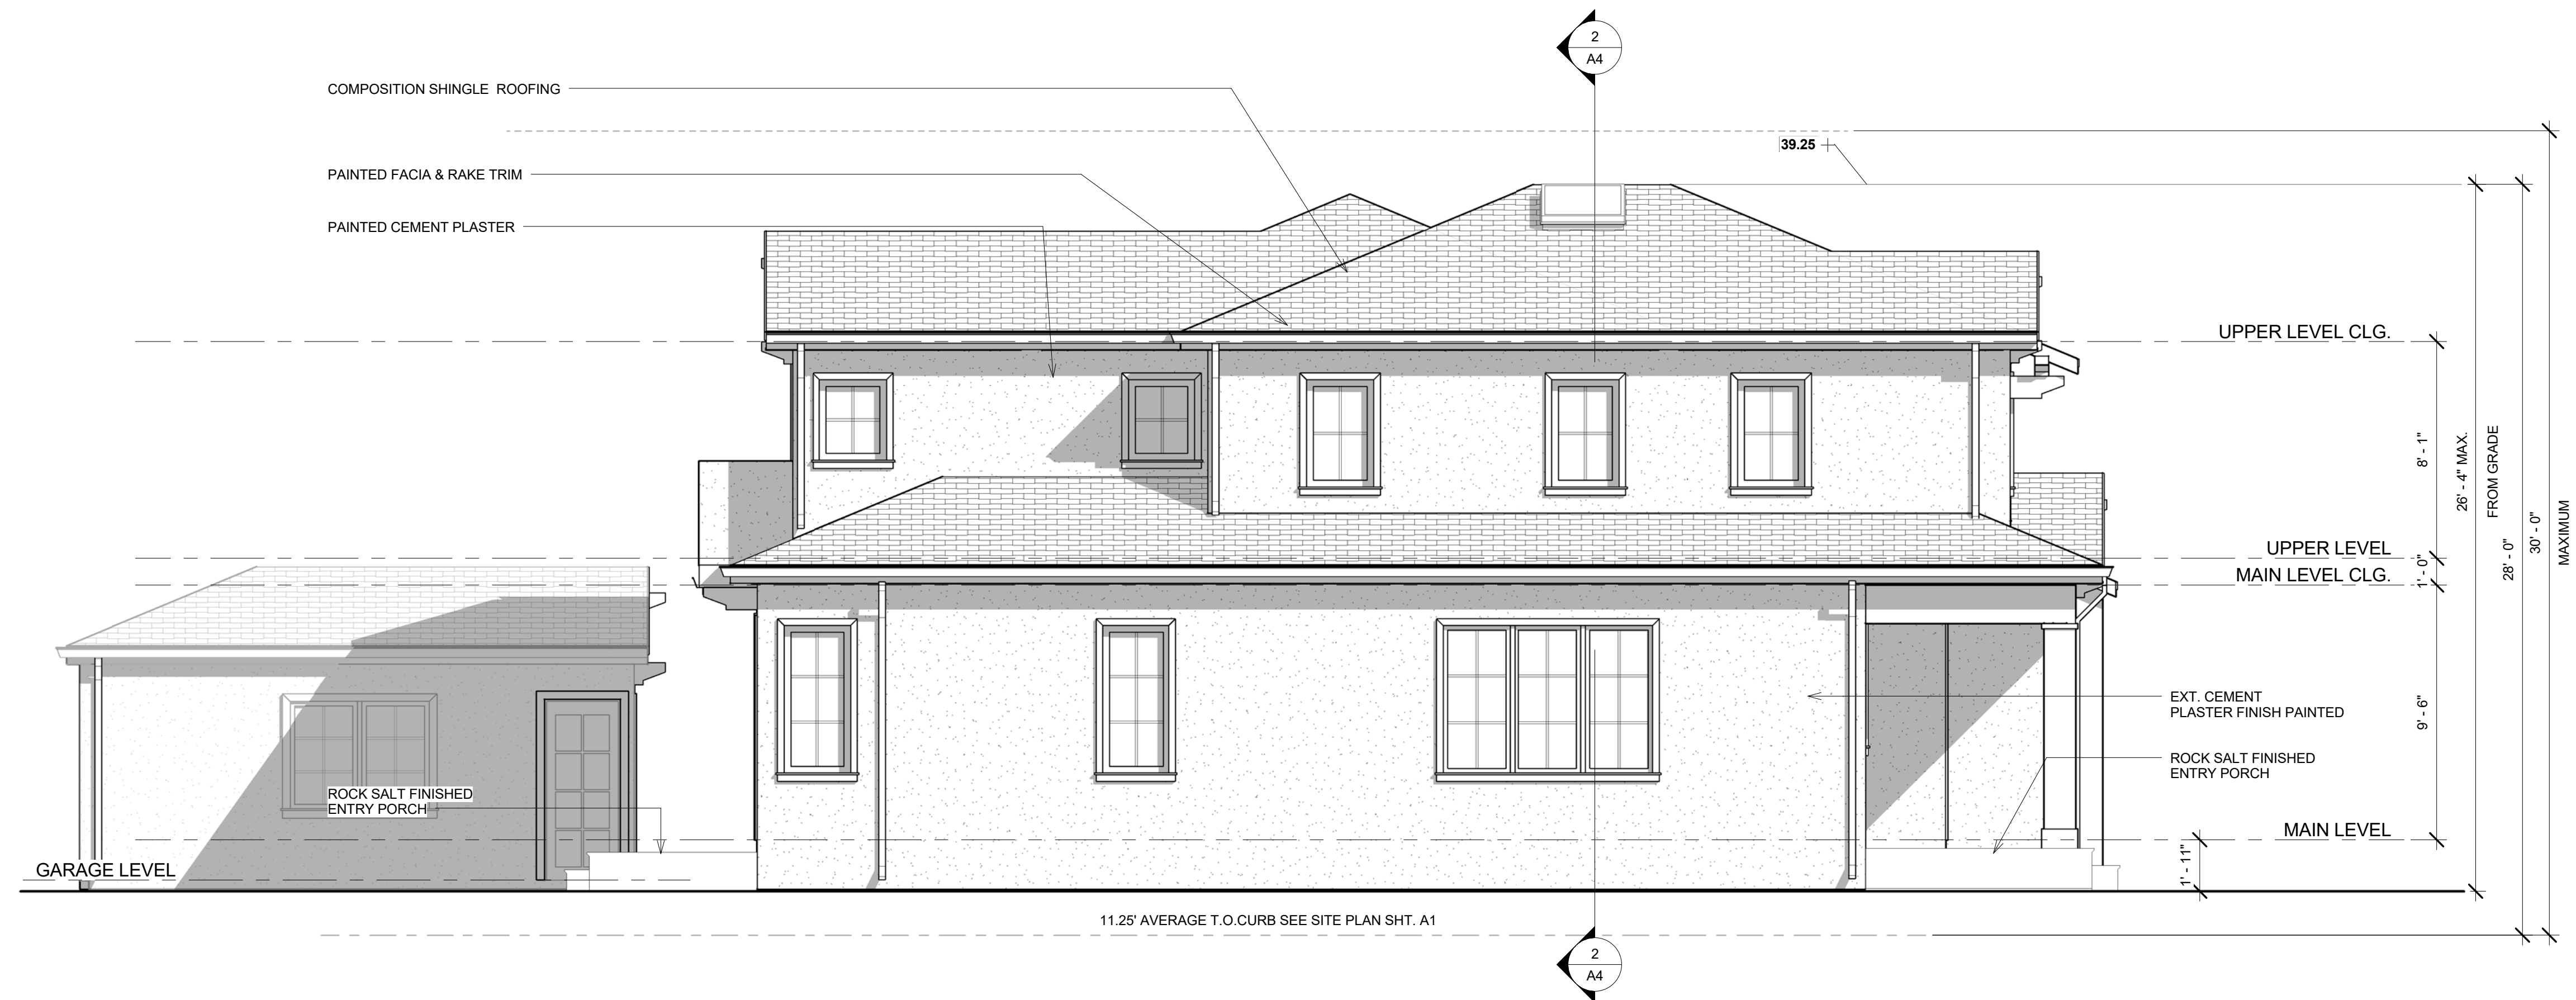 2
A4
COMPOSITION SHINGLE ROOFING
39.25
PAINTED FACIA & RAKE TRIM
PAINTED CEMENT PLASTER
UPPER LEVEL CLG.
8' - 1"
26' - 4" MAX.
FROM GRADE
28' - 0"
30' - 0"
MAXIMUM
UPPER LEVEL
1' - 0"
MAIN LEVEL CLG.
9' - 6"
EXT. CEMENT
PLASTER FINISH PAINTED
ROCK SALT FINISHED
ENTRY PORCH
ROCK SALT FINISHED
ENTRY PORCH
MAIN LEVEL
1' - 11"
GARAGE LEVEL
11.25' AVERAGE T.O.CURB SEE SITE PLAN SHT. A1
2
A4